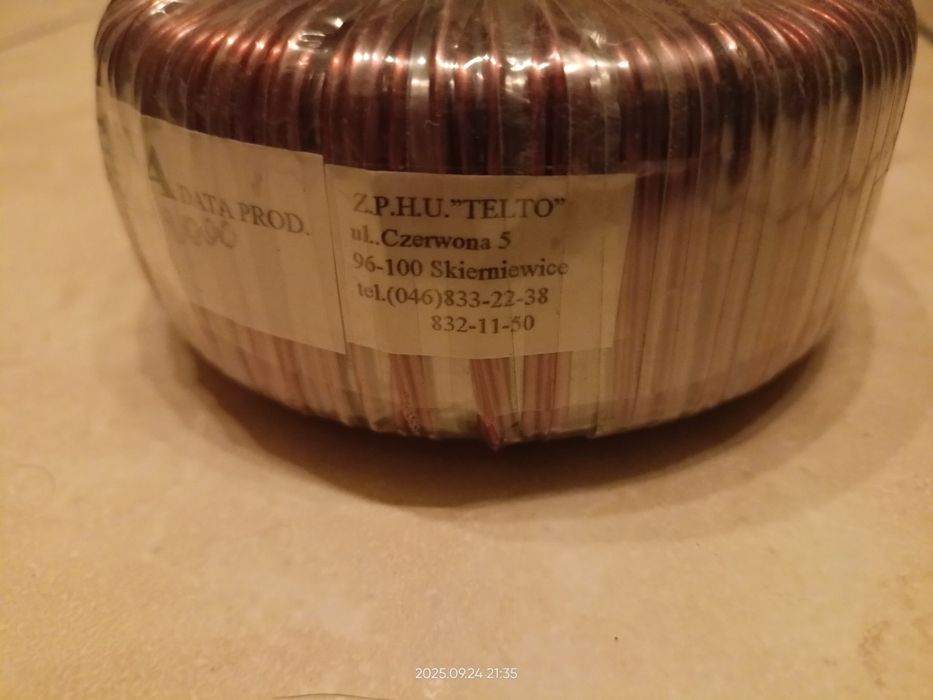 A DATA PROD.
Z.P.H.U."TELTO"
ul..Czerwona 5
96-100 Skierniewice
tel.(046)833-22-38
832-11-50
2025.09.24 21:35